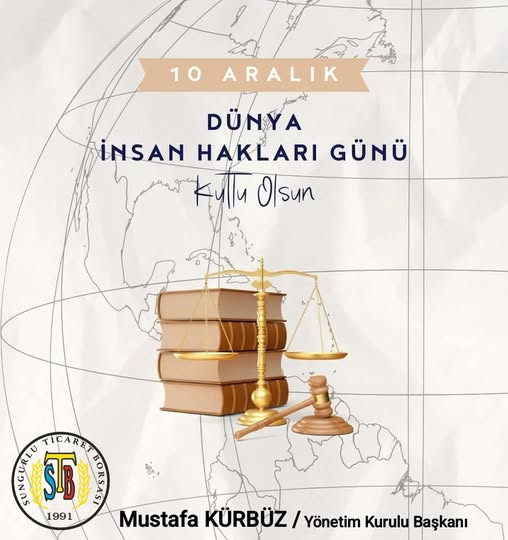 10 ARALIK
DÜNYA
İNSAN HAKLARI GÜNÜ
Kutlu Olsun
SUNGURLU TİCARET BORSASI
STB
1991
Mustafa KÜRBÜZ / Yönetim Kurulu Başkanı